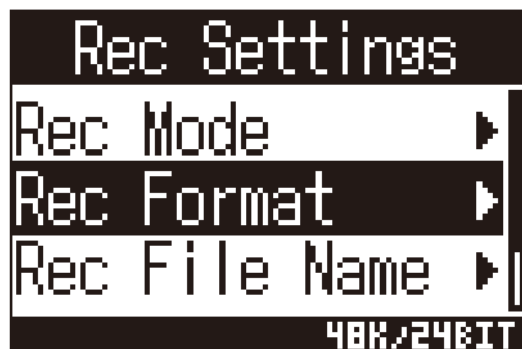 Rec Settings
Rec Mode
Rec Format
Rec File Name
48K/24BIT